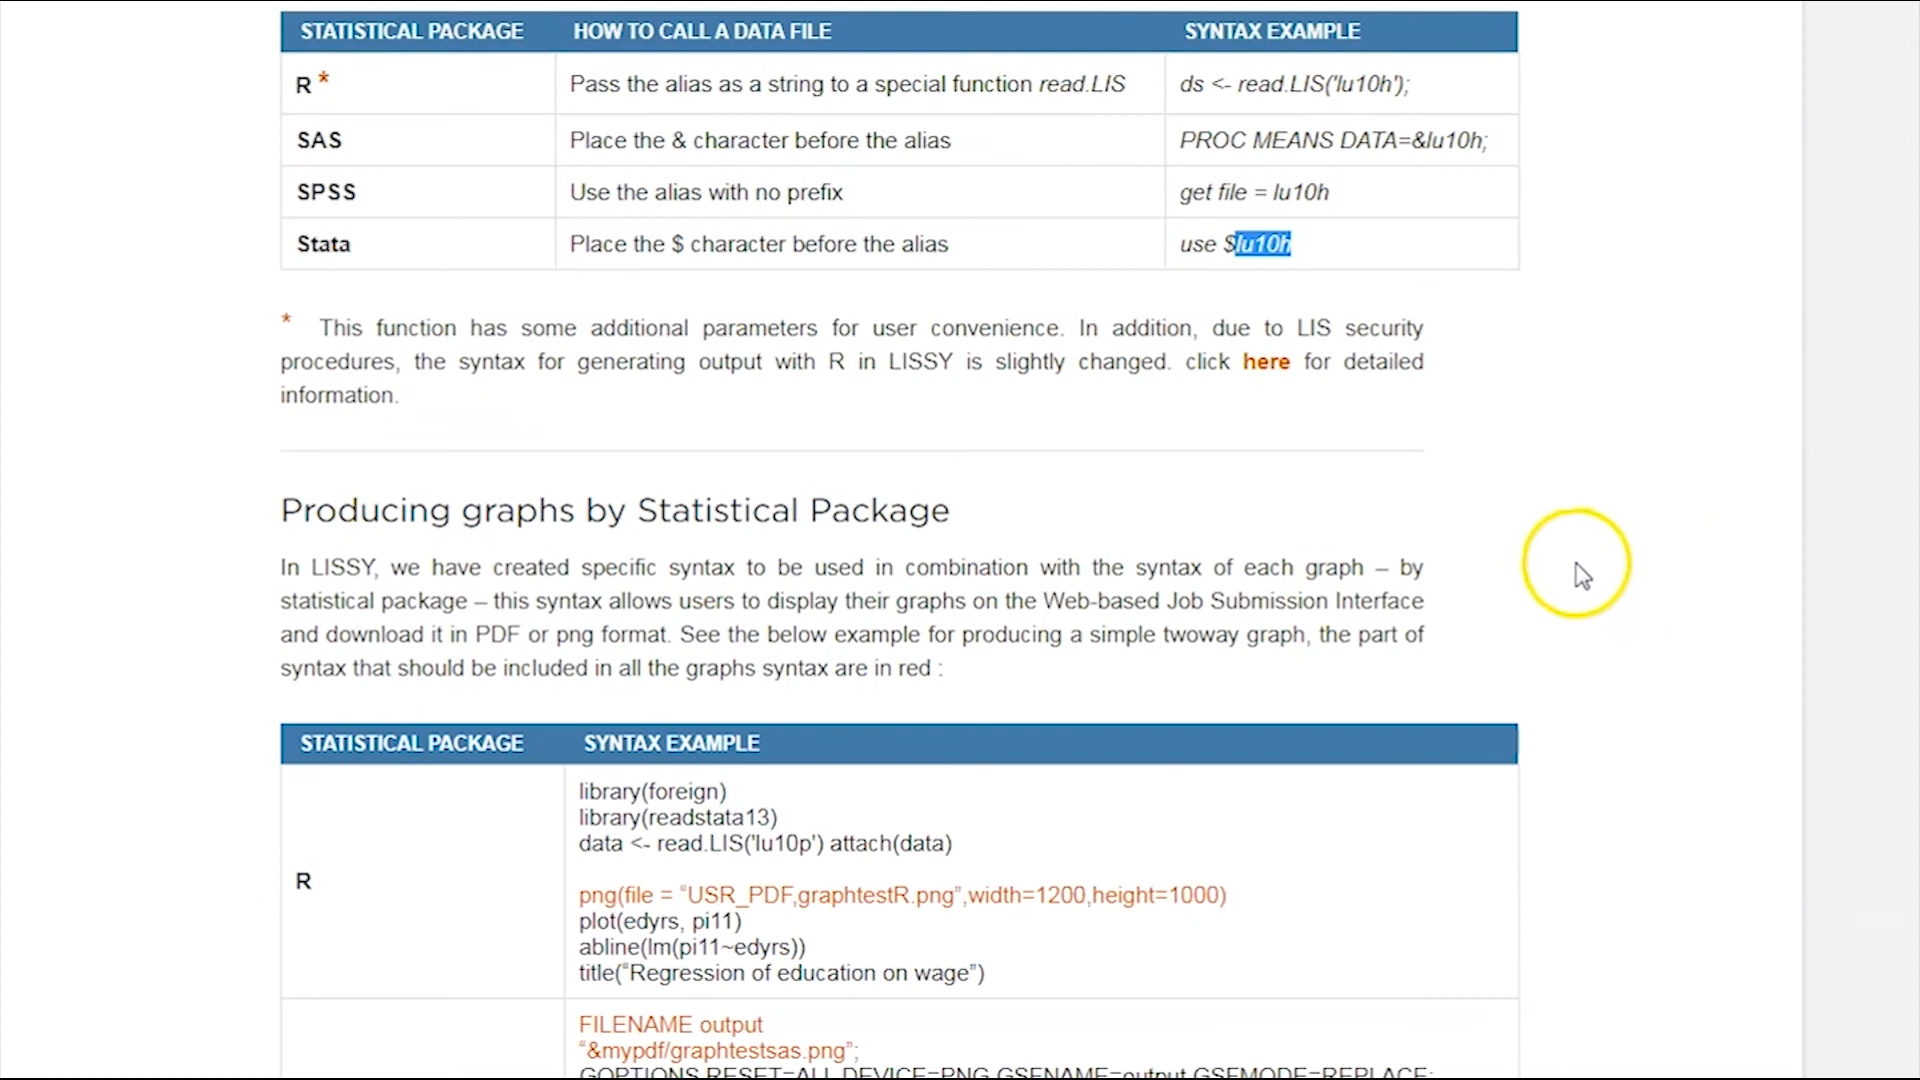 STATISTICAL PACKAGE HOW TO CALL A DATA FILE SYNTAX EXAMPLE
R * Pass the alias as a string to a special function read.LIS ds <- read.LIS('lu10h');
SAS Place the & character before the alias PROC MEANS DATA=&lu10h;
SPSS Use the alias with no prefix get file = lu10h
Stata Place the $ character before the alias use $lu10h
* This function has some additional parameters for user convenience. In addition, due to LIS security
procedures, the syntax for generating output with R in LISSY is slightly changed. click here for detailed
information.
Producing graphs by Statistical Package
In LISSY, we have created specific syntax to be used in combination with the syntax of each graph – by
statistical package – this syntax allows users to display their graphs on the Web-based Job Submission Interface
and download it in PDF or png format. See the below example for producing a simple twoway graph, the part of
syntax that should be included in all the graphs syntax are in red :
STATISTICAL PACKAGE SYNTAX EXAMPLE
R
library(foreign)
library(readstata13)
data <- read.LIS('lu10p') attach(data)
png(file = “USR_PDF,graphtestR.png”,width=1200,height=1000)
plot(edyrs, pi11)
abline(lm(pi11~edyrs))
title(“Regression of education on wage”)
FILENAME output
“&mypdf/graphtestsas.png”;
GOPTIONS RESET=ALL DEVICE=PNG GSFNAME=output GSFMODE=REPLACE;